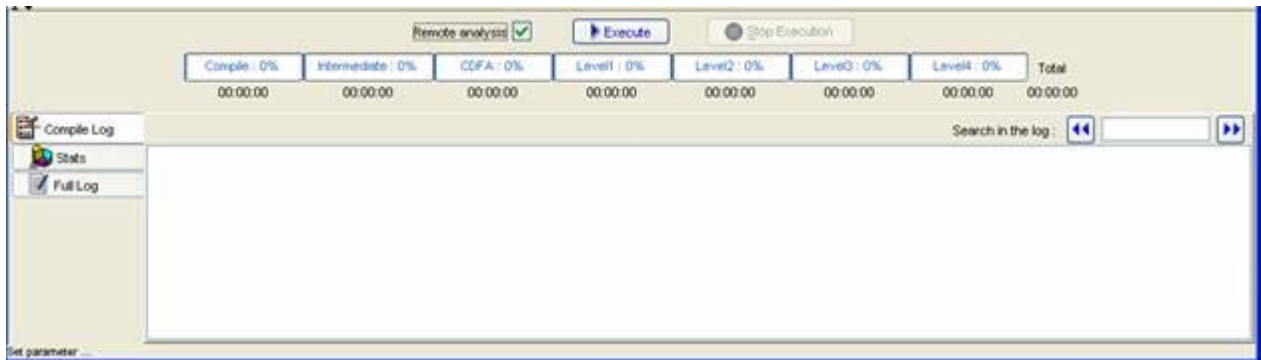 Remote analysis Execute Stop Execution
Compile : 0% Intermediate : 0% CDFA : 0% Level1 : 0% Level2 : 0% Level3 : 0% Level4 : 0% Total
00:00:00 00:00:00 00:00:00 00:00:00 00:00:00 00:00:00 00:00:00 00:00:00
Compile Log Search in the log :
Stats
Full Log
Set parameter ...